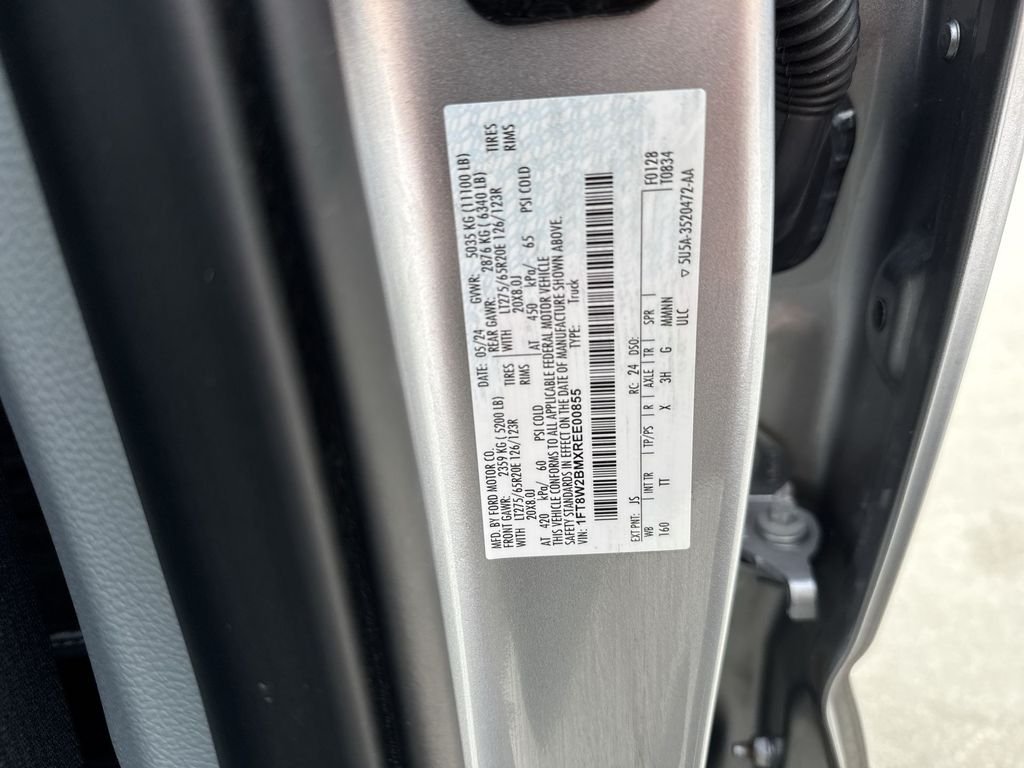 MFD. BY FORD MOTOR CO.
DATE: 05/24 GVWR: 5035 KG (11100 LB)
FRONT GAWR: 2359 KG ( 5200 LB) REAR GAWR: 2876 KG ( 6340 LB)
WITH LT275/65R20E 126/123R TIRES WITH LT275/65R20E 126/123R TIRES
20X8.0J RIMS 20X8.0J RIMS
AT 420 kPa/ 60 PSI COLD AT 450 kPa/ 65 PSI COLD
THIS VEHICLE CONFORMS TO ALL APPLICABLE FEDERAL MOTOR VEHICLE
SAFETY STANDARDS IN EFFECT ON THE DATE OF MANUFACTURE SHOWN ABOVE.
VIN: 1FT8W2BMXREE00855 TYPE: Truck
F0128
T0834
EXT PNT: JS RC: 24 DSO:
WB INT TR TP/PS R AXLE TR SPR
160 TT X 3H G MMNNN
ULC ▽ 5U5A-3520472-AA